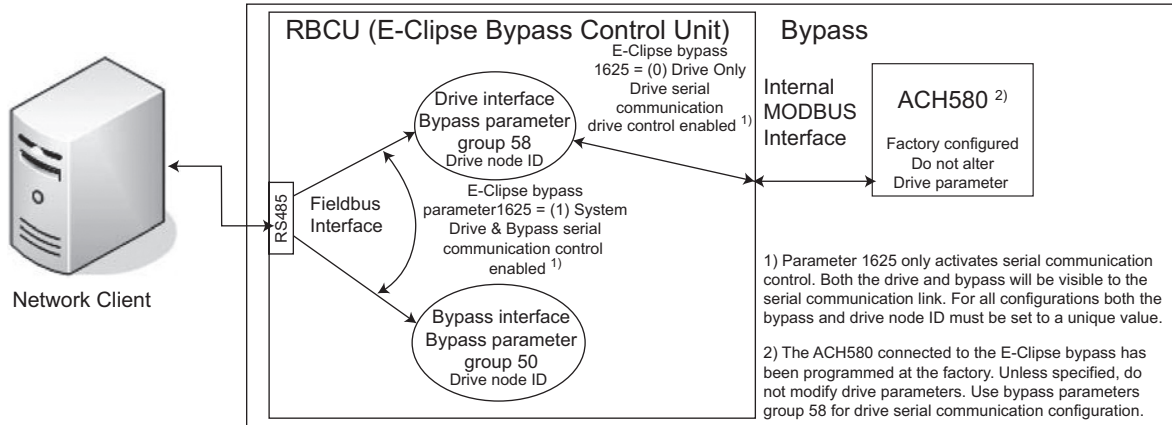 RBCU (E-Clipse Bypass Control Unit)
Bypass
E-Clipse bypass
1625 = (0) Drive Only
Drive serial
communication
drive control enabled 1)
Drive interface
Bypass parameter
group 58
Drive node ID
Internal
MODBUS
Interface
ACH580 2)
Factory configured
Do not alter
Drive parameter
RS485
Fieldbus
Interface
E-Clipse bypass
parameter1625 = (1) System
Drive & Bypass serial
communication control
enabled 1)
Network Client
Bypass interface
Bypass parameter
group 50
Drive node ID
1) Parameter 1625 only activates serial communication
control. Both the drive and bypass will be visible to the
serial communication link. For all configurations both the
bypass and drive node ID must be set to a unique value.
2) The ACH580 connected to the E-Clipse bypass has
been programmed at the factory. Unless specified, do
not modify drive parameters. Use bypass parameters
group 58 for drive serial communication configuration.